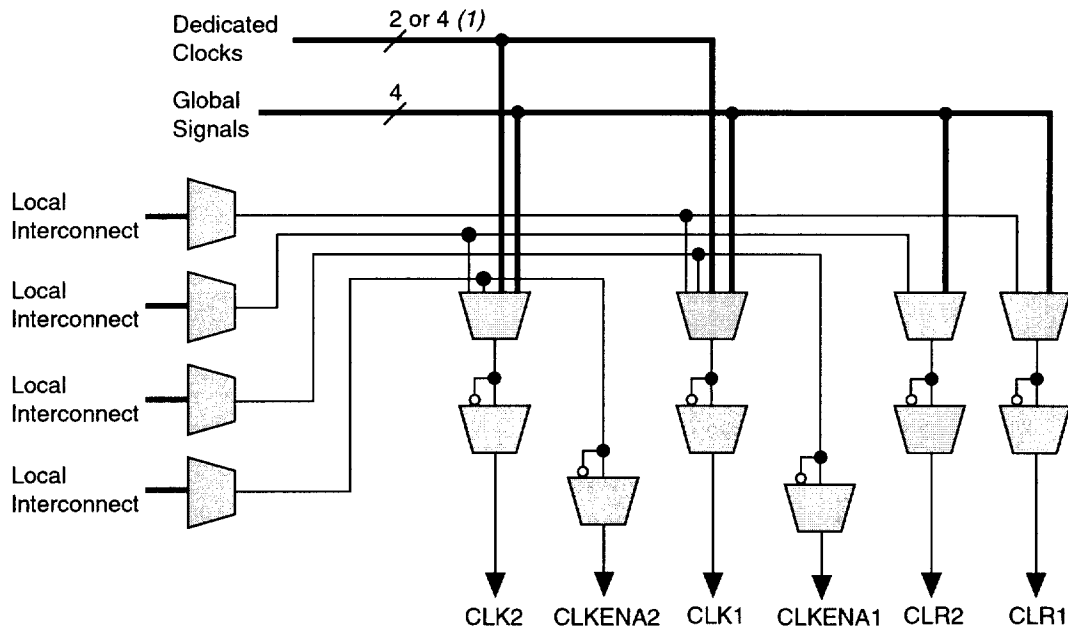 Dedicated
Clocks
2 or 4 (1)
Global
Signals
4
Local
Interconnect
Local
Interconnect
Local
Interconnect
Local
Interconnect
CLK2
CLKENA2
CLK1
CLKENA1
CLR2
CLR1